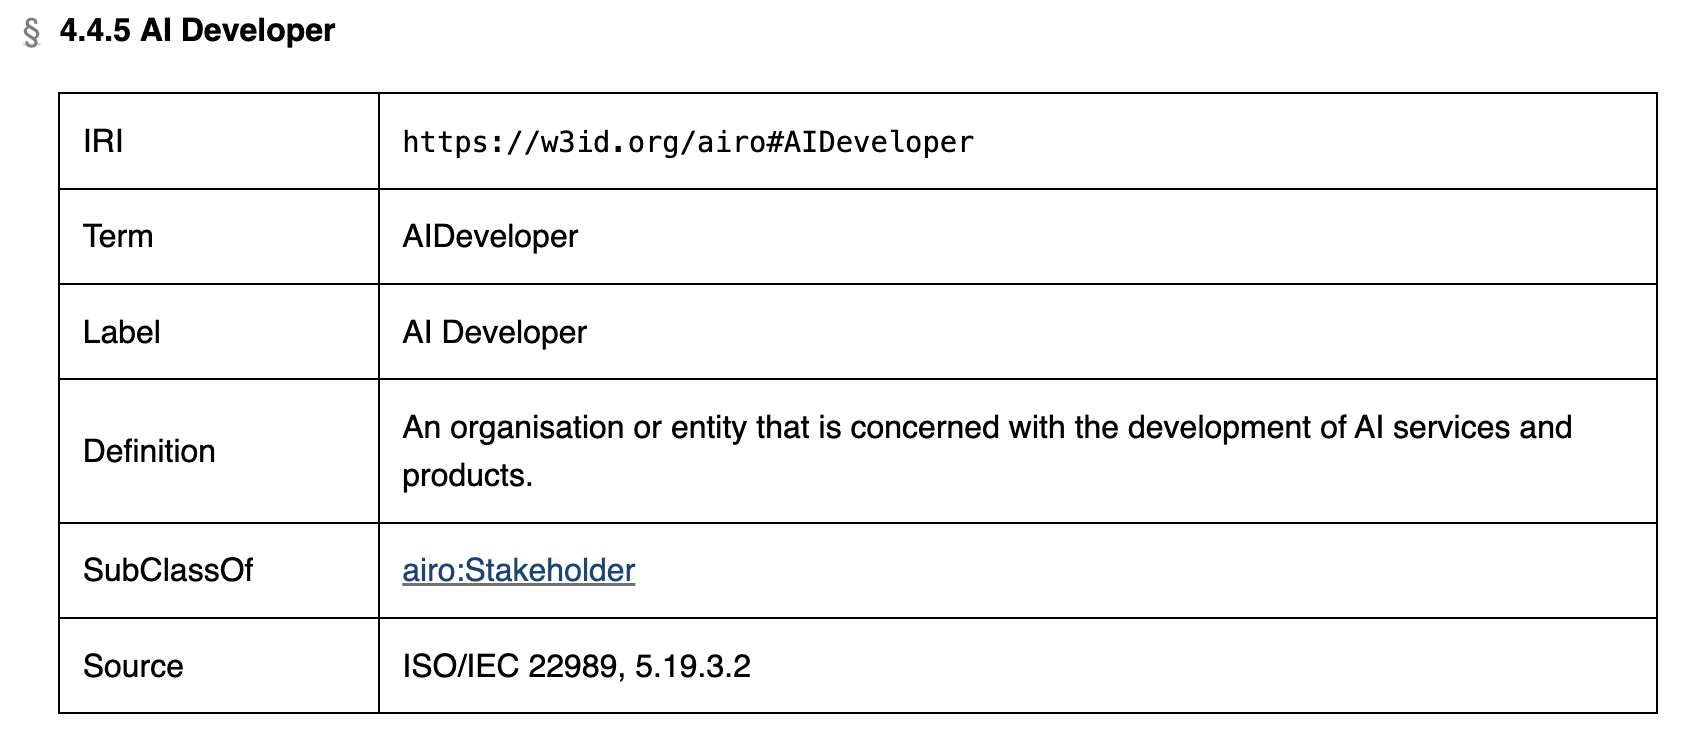 § 4.4.5 AI Developer
IRI https://w3id.org/airo#AIDeveloper
Term AIDeveloper
Label AI Developer
Definition An organisation or entity that is concerned with the development of AI services and
products.
SubClassOf airo:Stakeholder
Source ISO/IEC 22989, 5.19.3.2